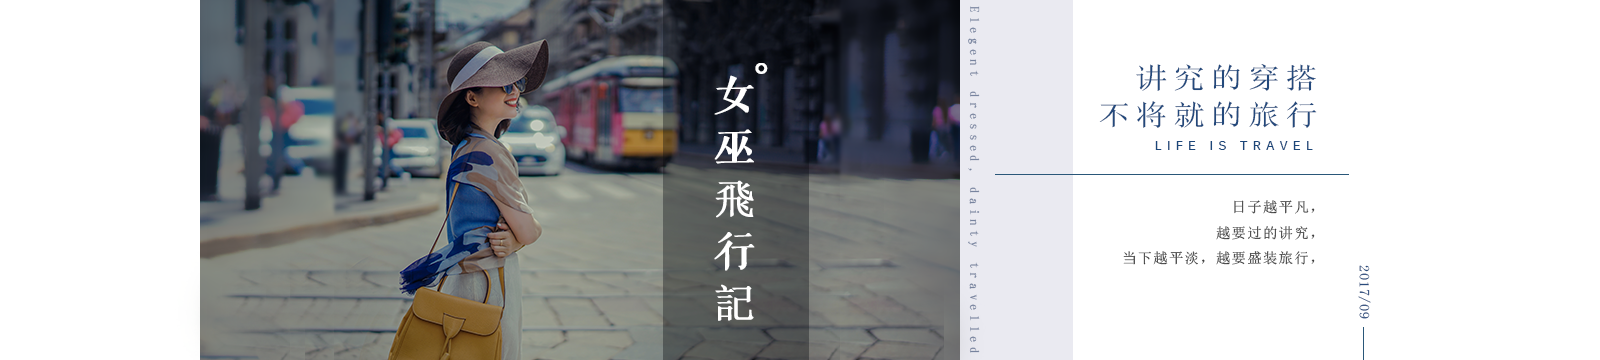 女巫飛行記
Elegent dressed, dainty travelled
讲究的穿搭
不将就的旅行
LIFE IS TRAVEL
日子越平凡，
越要过的讲究，
当下越平淡，越要盛装旅行，
2017/09